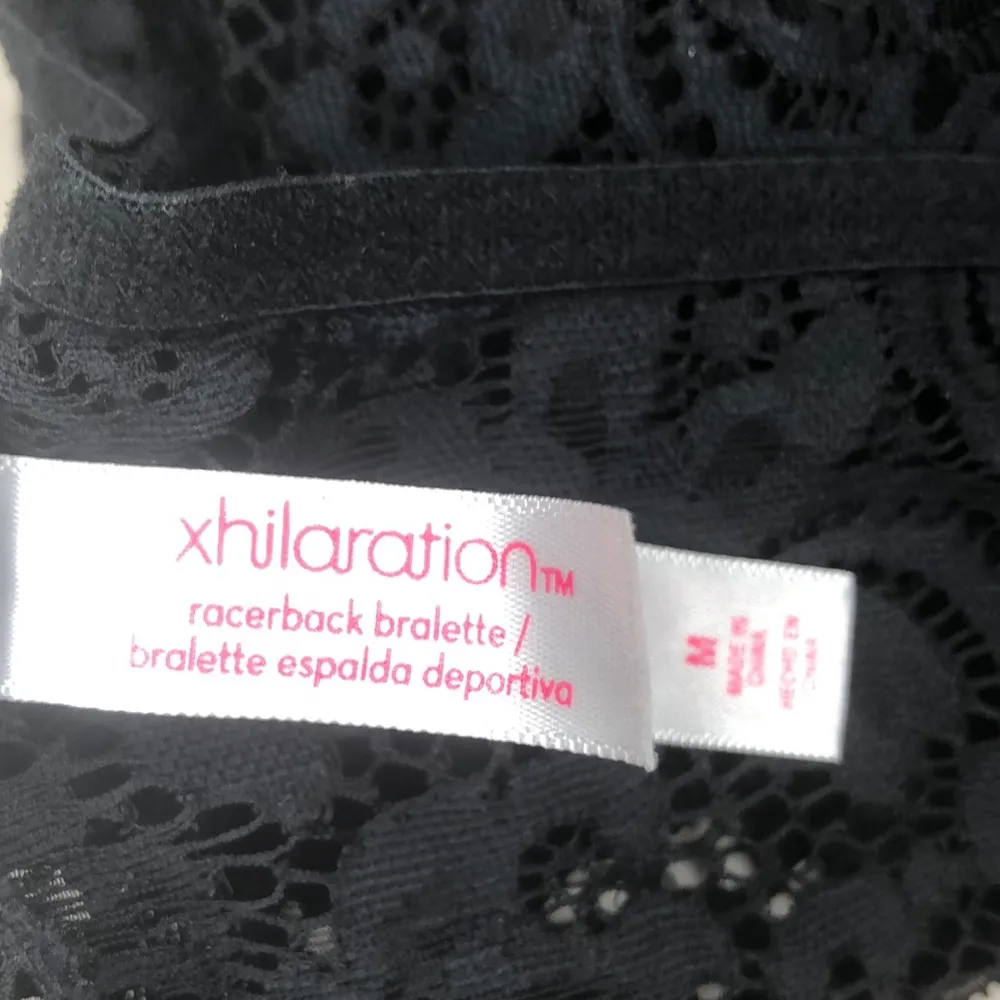 xhilaration™
racerback bralette /
bralette espalda deportiva
M
MADE IN
CHINA
HECHO EN
CHINA